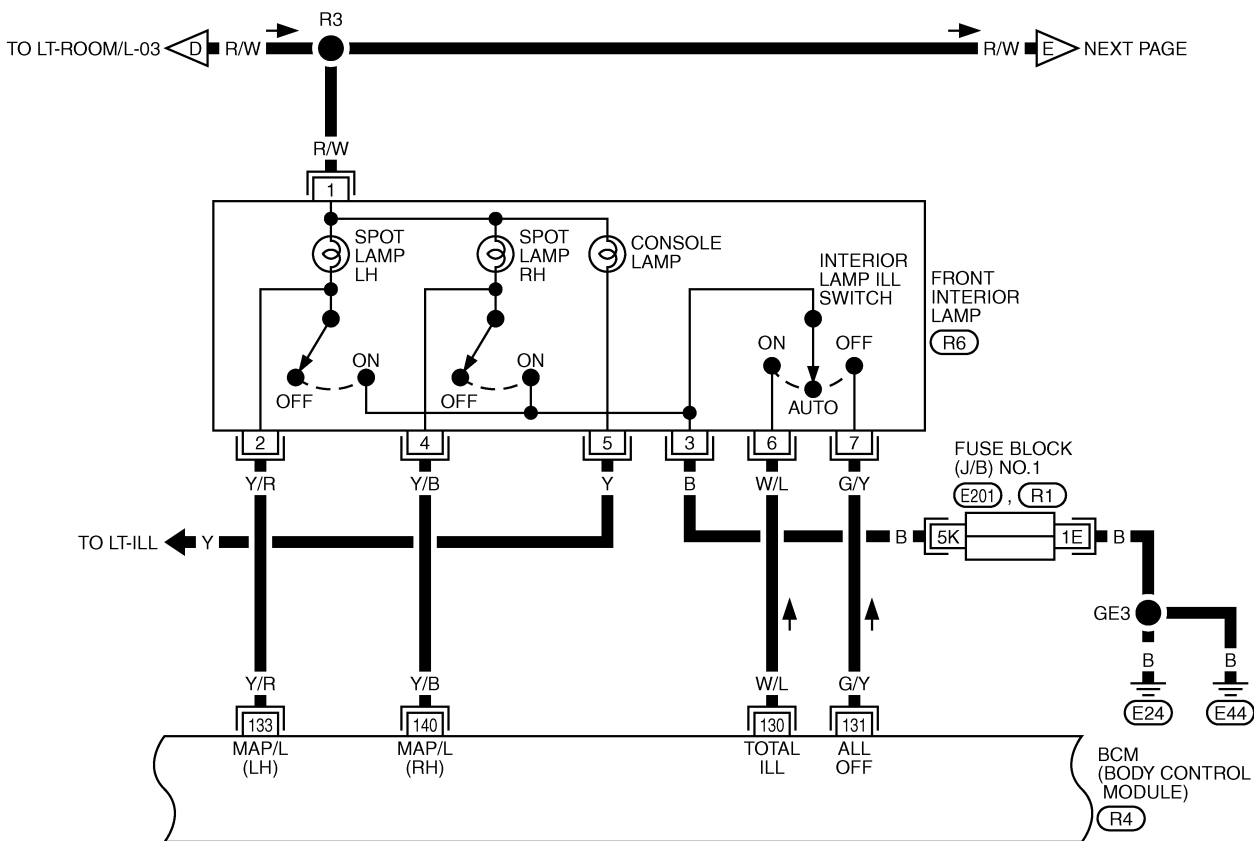 R3
TO LT-ROOM/L-03 D R/W R/W E NEXT PAGE
R/W
1
SPOT
LAMP
LH
SPOT
LAMP
RH
CONSOLE
LAMP
INTERIOR
LAMP ILL
SWITCH
FRONT
INTERIOR
LAMP
R6
ON
OFF
ON
OFF
ON
OFF
AUTO
2 4 5 3 6 7
Y/R Y/B Y B W/L G/Y
FUSE BLOCK
(J/B) NO.1
E201 , R1
TO LT-ILL Y
B 5K 1E B
GE3
B B
E24 E44
Y/R Y/B W/L G/Y
133 140 130 131
MAP/L
(LH)
MAP/L
(RH)
TOTAL
ILL
ALL
OFF
BCM
(BODY CONTROL
MODULE)
R4